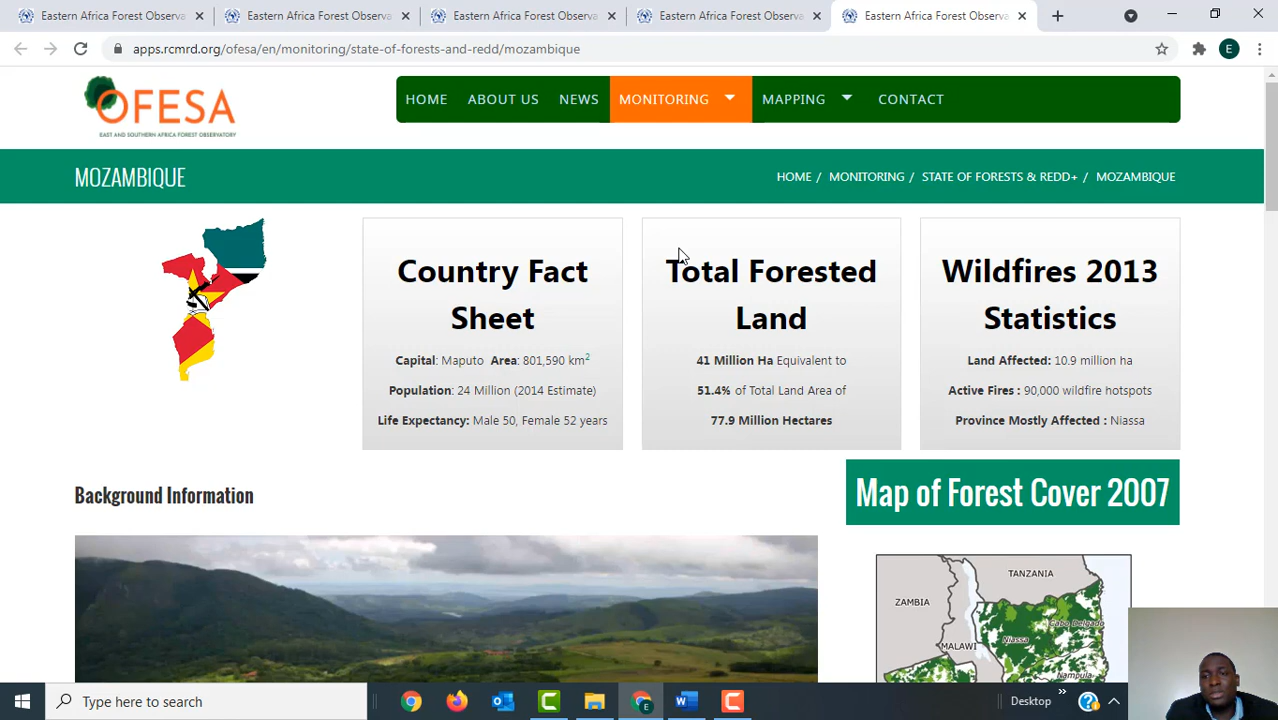 Eastern Africa Forest Observa
Eastern Africa Forest Observa
Eastern Africa Forest Observa
Eastern Africa Forest Observa
Eastern Africa Forest Observa
apps.rcmrd.org/ofesa/en/monitoring/state-of-forests-and-redd/mozambique
E
OFESA
EAST AND SOUTHERN AFRICA FOREST OBSERVATORY
HOME ABOUT US NEWS MONITORING MAPPING CONTACT
MOZAMBIQUE
HOME / MONITORING / STATE OF FORESTS & REDD+ / MOZAMBIQUE
Country Fact
Sheet
Capital: Maputo Area: 801,590 km²
Population: 24 Million (2014 Estimate)
Life Expectancy: Male 50, Female 52 years
Total Forested
Land
41 Million Ha Equivalent to
51.4% of Total Land Area of
77.9 Million Hectares
Wildfires 2013
Statistics
Land Affected: 10.9 million ha
Active Fires : 90,000 wildfire hotspots
Province Mostly Affected : Niassa
Background Information
Map of Forest Cover 2007
TANZANIA
ZAMBIA
Cabo Delgado
Niassa
MALAWI
Nampula
Type here to search
E
Desktop